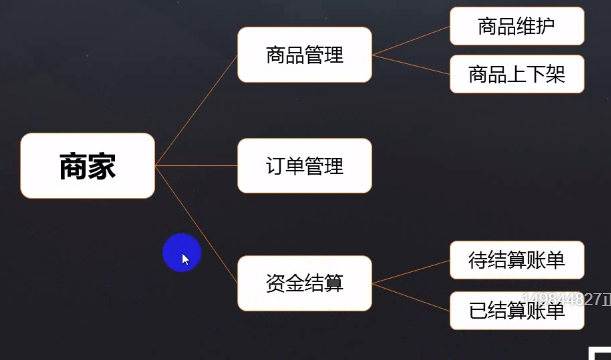 商品维护
商品管理
商品上下架
商家
订单管理
待结算账单
资金结算
已结算账单